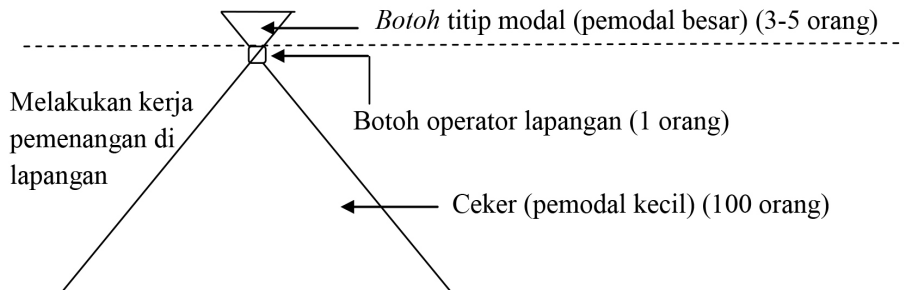 Botoh titip modal (pemodal besar) (3-5 orang)
Melakukan kerja
pemenangan di
lapangan
Botoh operator lapangan (1 orang)
Ceker (pemodal kecil) (100 orang)